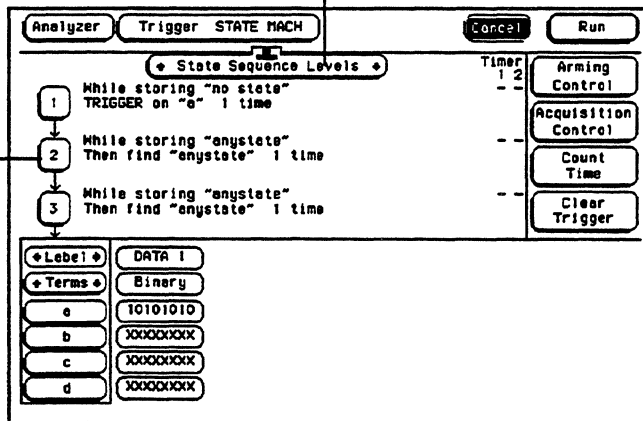 Analyzer Trigger STATE MACH Cancel Run
State Sequence Levels
Timer
1 2
Arming
Control
While storing "no state"
1
TRIGGER on "a" 1 time
- -
Acquisition
Control
While storing "anystate"
2
Then find "anystate" 1 time
- -
Count
Time
While storing "anystate"
3
Then find "anystate" 1 time
- -
Clear
Trigger
Label DATA 1
Terms Binary
a 10101010
b XXXXXXXX
c XXXXXXXX
d XXXXXXXX